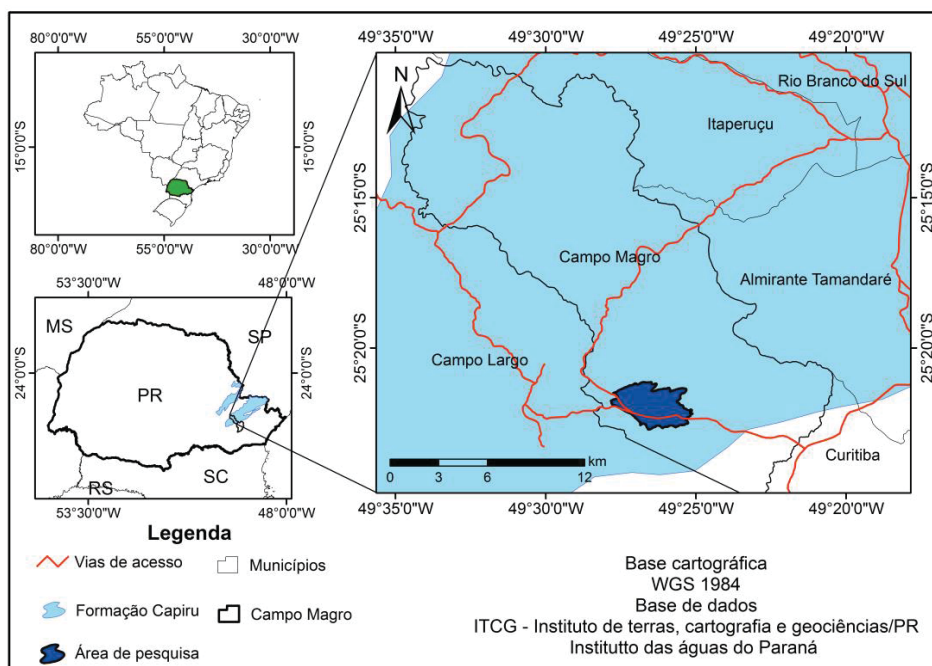 80°0'0"W 55°0'0"W 30°0'0"W
15°0'0"S
15°0'0"S
80°0'0"W 55°0'0"W 30°0'0"W
53°30'0"W 48°0'0"W
MS
SP
24°0'0"S
24°0'0"S
PR
SC
RS
53°30'0"W 48°0'0"W
49°35'0"W 49°30'0"W 49°25'0"W 49°20'0"W
N
Rio Branco do Sul
Itaperuçu
25°15'0"S
25°15'0"S
Campo Magro
Almirante Tamandaré
25°20'0"S
25°20'0"S
Campo Largo
Curitiba
km
0 3 6 12
49°35'0"W 49°30'0"W 49°25'0"W 49°20'0"W
Legenda
Vias de acesso Municípios
Formação Capiru Campo Magro
Área de pesquisa
Base cartográfica
WGS 1984
Base de dados
ITCG - Instituto de terras, cartografia e geociências/PR
Institutto das águas do Paraná